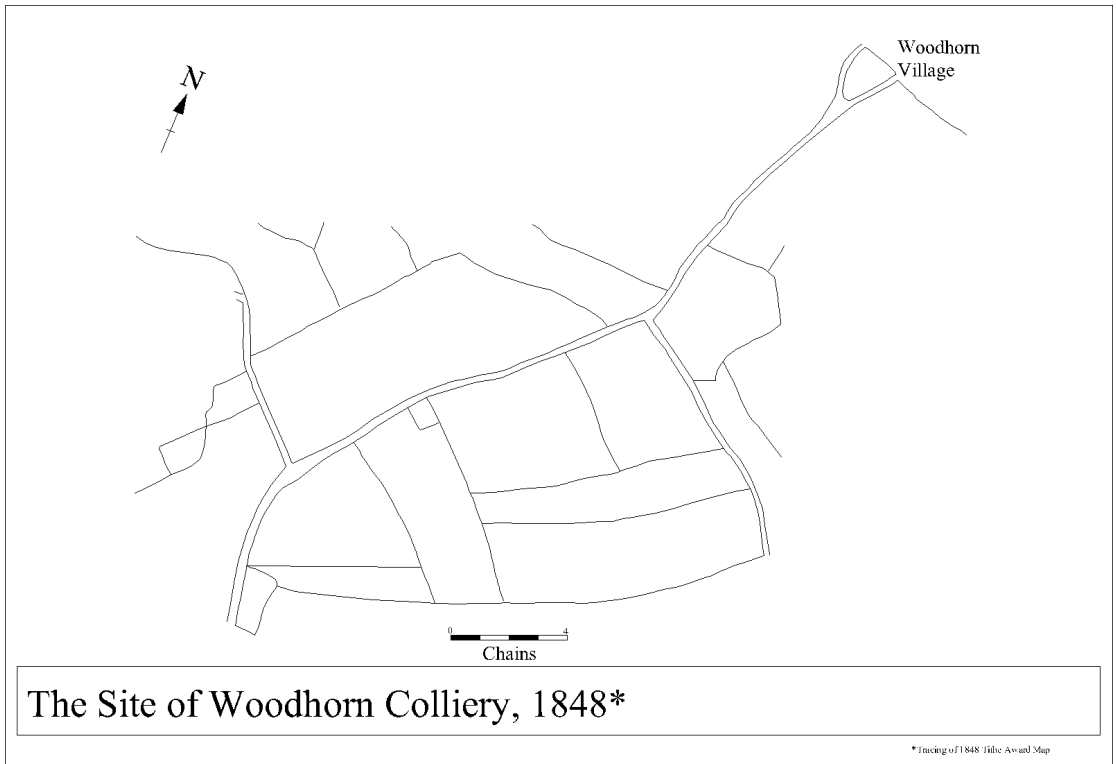 Woodhorn
Village
N
0 4
Chains
The Site of Woodhorn Colliery, 1848*
*Tracing of 1848 Tithe Award Map